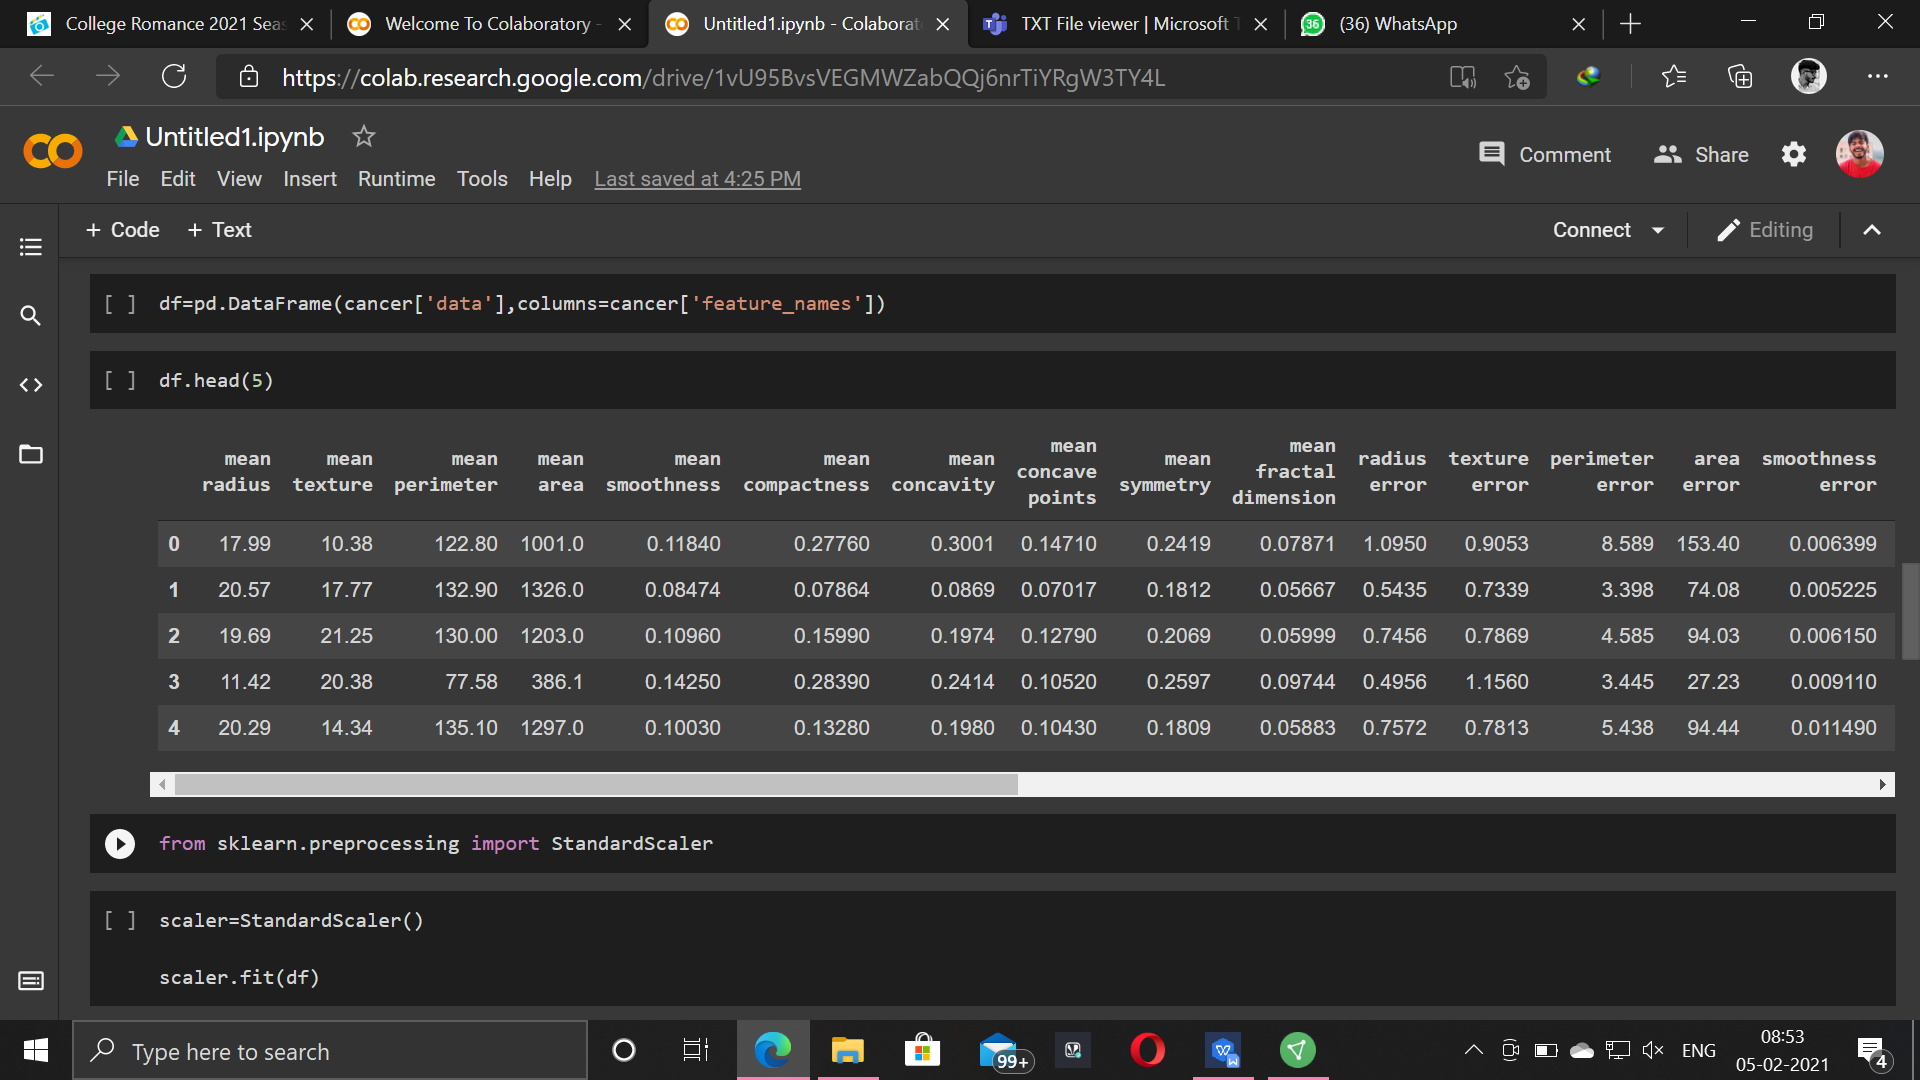 College Romance 2021 Seas
Welcome To Colaboratory -
Untitled1.ipynb - Colaborat
TXT File viewer | Microsoft T
(36) WhatsApp
https://colab.research.google.com/drive/1vU95BvsVEGMWZabQQj6nrTiYRgW3TY4L
Untitled1.ipynb
Comment
Share
File Edit View Insert Runtime Tools Help Last saved at 4:25 PM
+ Code + Text
Connect
Editing
[ ] df=pd.DataFrame(cancer['data'],columns=cancer['feature_names'])
[ ] df.head(5)
mean radius mean texture mean perimeter mean area mean smoothness mean compactness mean concavity mean concave points mean symmetry mean fractal dimension radius error texture error perimeter error area error smoothness error
0 17.99 10.38 122.80 1001.0 0.11840 0.27760 0.3001 0.14710 0.2419 0.07871 1.0950 0.9053 8.589 153.40 0.006399
1 20.57 17.77 132.90 1326.0 0.08474 0.07864 0.0869 0.07017 0.1812 0.05667 0.5435 0.7339 3.398 74.08 0.005225
2 19.69 21.25 130.00 1203.0 0.10960 0.15990 0.1974 0.12790 0.2069 0.05999 0.7456 0.7869 4.585 94.03 0.006150
3 11.42 20.38 77.58 386.1 0.14250 0.28390 0.2414 0.10520 0.2597 0.09744 0.4956 1.1560 3.445 27.23 0.009110
4 20.29 14.34 135.10 1297.0 0.10030 0.13280 0.1980 0.10430 0.1809 0.05883 0.7572 0.7813 5.438 94.44 0.011490
from sklearn.preprocessing import StandardScaler
[ ] scaler=StandardScaler()
scaler.fit(df)
Type here to search
99+
ENG
08:53
05-02-2021
4